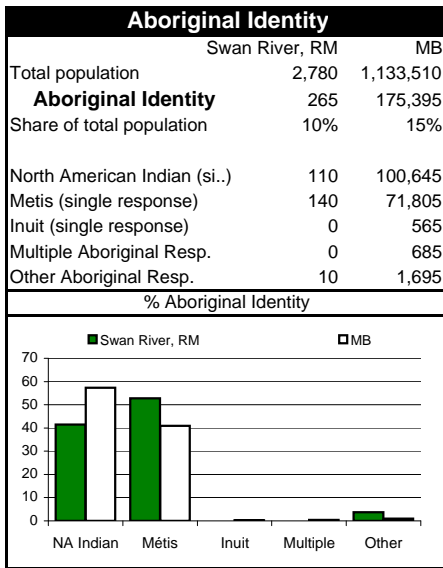 Aboriginal Identity
Swan River, RM MB
Total population 2,780 1,133,510
Aboriginal Identity 265 175,395
Share of total population 10% 15%
North American Indian (si..) 110 100,645
Metis (single response) 140 71,805
Inuit (single response) 0 565
Multiple Aboriginal Resp. 0 685
Other Aboriginal Resp. 10 1,695
% Aboriginal Identity
Swan River, RM MB
70
60
50
40
30
20
10
0
NA Indian Métis Inuit Multiple Other